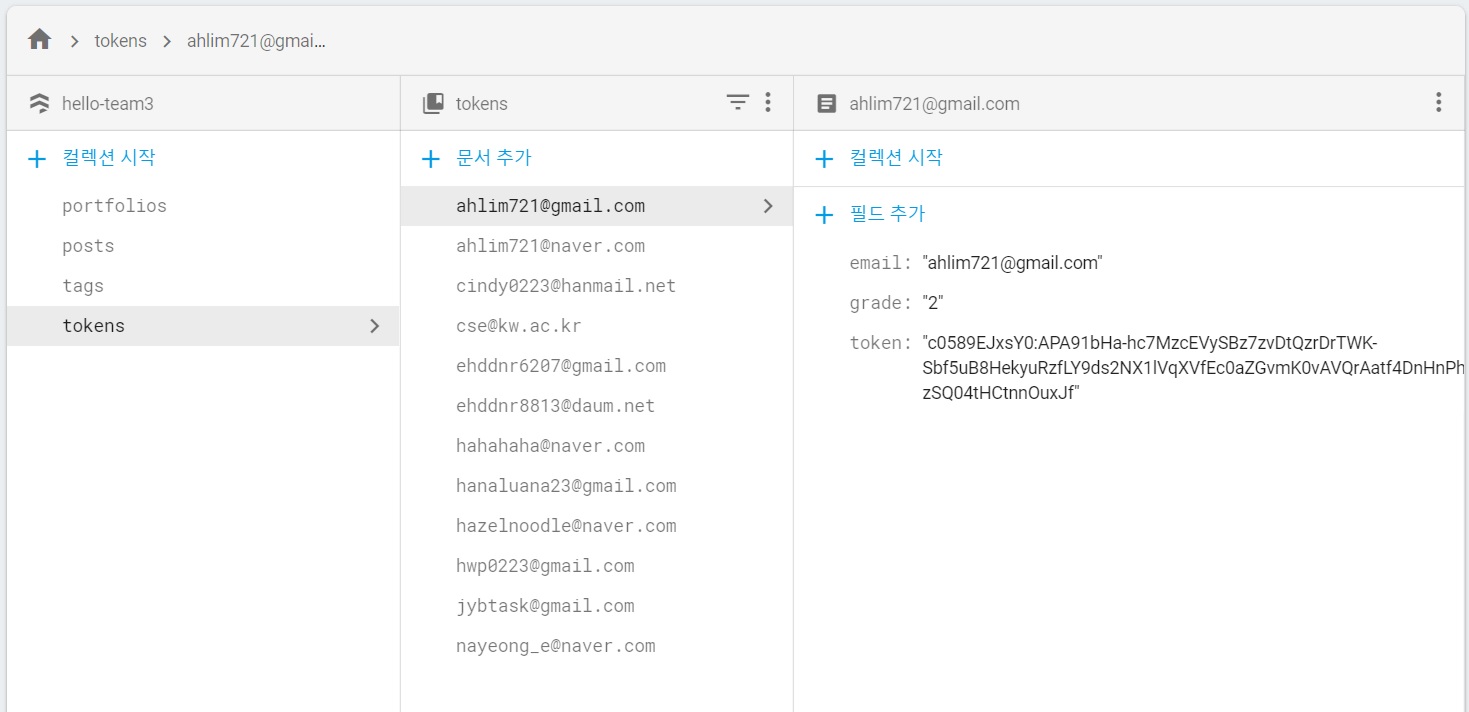 tokens
ahlim721@gmai...
hello-team3
컬렉션 시작
portfolios
posts
tags
tokens
tokens
문서 추가
ahlim721@gmail.com
ahlim721@naver.com
cindy0223@hanmail.net
cse@kw.ac.kr
ehddnr6207@gmail.com
ehddnr8813@daum.net
hahahaha@naver.com
hanaluana23@gmail.com
hazelnoodle@naver.com
hwp0223@gmail.com
jybtask@gmail.com
nayeong_e@naver.com
ahlim721@gmail.com
컬렉션 시작
필드 추가
email: "ahlim721@gmail.com"
grade: "2"
token: "c0589EJxsY0:APA91bHa-hc7MzcEVySBz7zvDtQzrDrTWK-
Sbf5uB8HekyuRzfLY9ds2NX1lVqXVfEc0aZGvmK0vAVQrAatf4DnHnPh
zSQ04tHCtnnOuxJf"